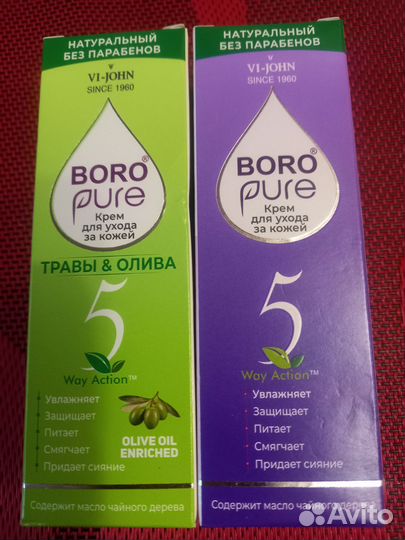 НАТУРАЛЬНЫЙ
БЕЗ ПАРАБЕНОВ
VI-JOHN
SINCE 1960
BORO®
pure
Крем
для ухода
за кожей
ТРАВЫ & ОЛИВА
5
Way Action™
• Увлажняет
• Защищает
• Питает
• Смягчает
• Придает сияние
OLIVE OIL
ENRICHED
Содержит масло чайного дерева
НАТУРАЛЬНЫЙ
БЕЗ ПАРАБЕНОВ
VI-JOHN
SINCE 1960
BORO®
pure
Крем
для ухода
за кожей
5
Way Action™
• Увлажняет
• Защищает
• Питает
• Смягчает
• Придает сияние
Содержит масло чайного дерева
Avito